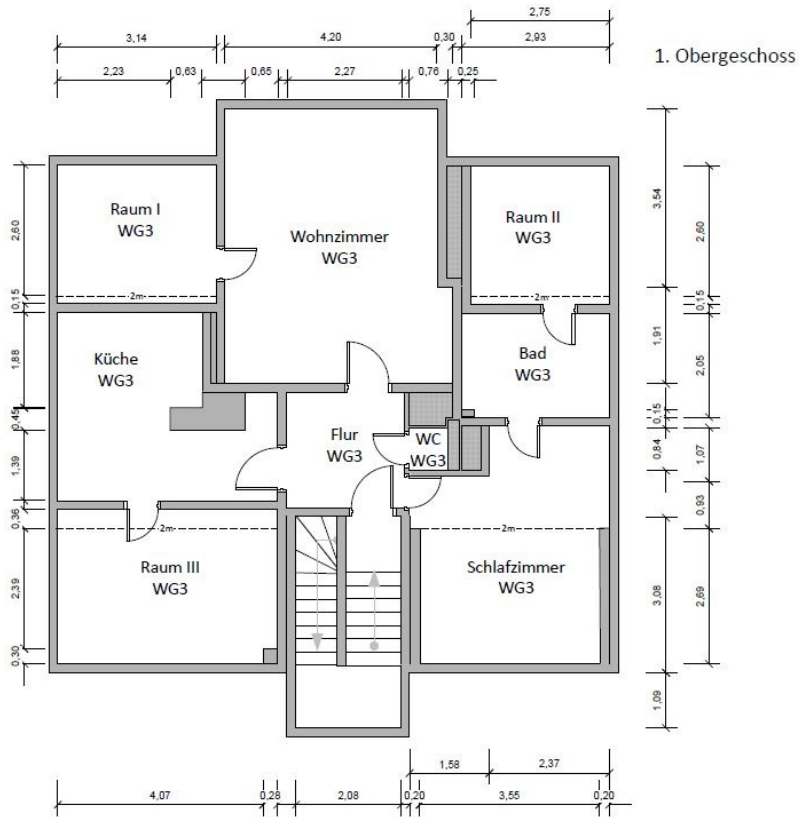 2,75
3,14
4,20
0,30
2,93
1. Obergeschoss
2,23
0,63
0,65
2,27
0,76
0,25
Raum I
WG3
Wohnzimmer
WG3
Raum II
WG3
2,60
3,54
2,60
2m
2m
0,15
0,15
Küche
WG3
Bad
WG3
1,88
1,91
2,05
0,45
0,15
Flur
WG3
WC
WG3
1,39
0,84
1,07
0,36
0,93
2m
2m
Raum III
WG3
Schlafzimmer
WG3
2,39
3,08
2,69
0,30
1,09
1,58
2,37
4,07
0,28
2,08
0,20
3,55
0,20